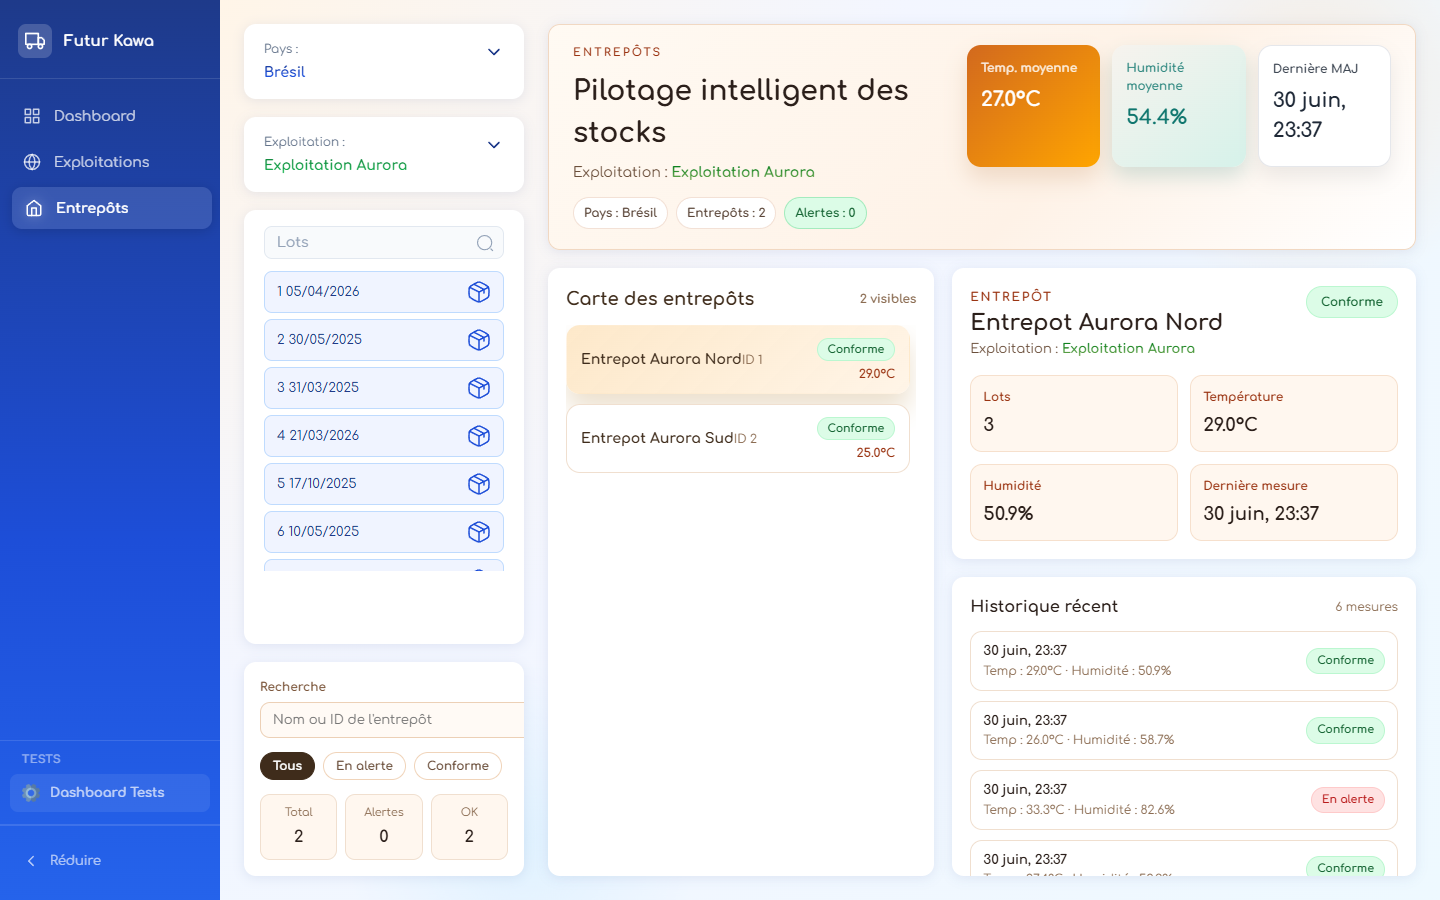 Futur Kawa
Dashboard
Exploitations
Entrepôts
TESTS
Dashboard Tests
Réduire
Pays :
Brésil
Exploitation :
Exploitation Aurora
Lots
1 05/04/2026
2 30/05/2025
3 31/03/2025
4 21/03/2026
5 17/10/2025
6 10/05/2025
Recherche
Nom ou ID de l'entrepôt
Tous
En alerte
Conforme
Total
2
Alertes
0
OK
2
ENTREPÔTS
Pilotage intelligent des
stocks
Exploitation : Exploitation Aurora
Pays : Brésil
Entrepôts : 2
Alertes : 0
Temp. moyenne
27.0°C
Humidité
moyenne
54.4%
Dernière MAJ
30 juin,
23:37
Carte des entrepôts
2 visibles
Entrepot Aurora NordID 1
Conforme
29.0°C
Entrepot Aurora SudID 2
Conforme
25.0°C
ENTREPÔT
Entrepot Aurora Nord
Exploitation : Exploitation Aurora
Conforme
Lots
3
Température
29.0°C
Humidité
50.9%
Dernière mesure
30 juin, 23:37
Historique récent
6 mesures
30 juin, 23:37
Temp : 29.0°C · Humidité : 50.9%
Conforme
30 juin, 23:37
Temp : 26.0°C · Humidité : 58.7%
Conforme
30 juin, 23:37
Temp : 33.3°C · Humidité : 82.6%
En alerte
30 juin, 23:37
Conforme